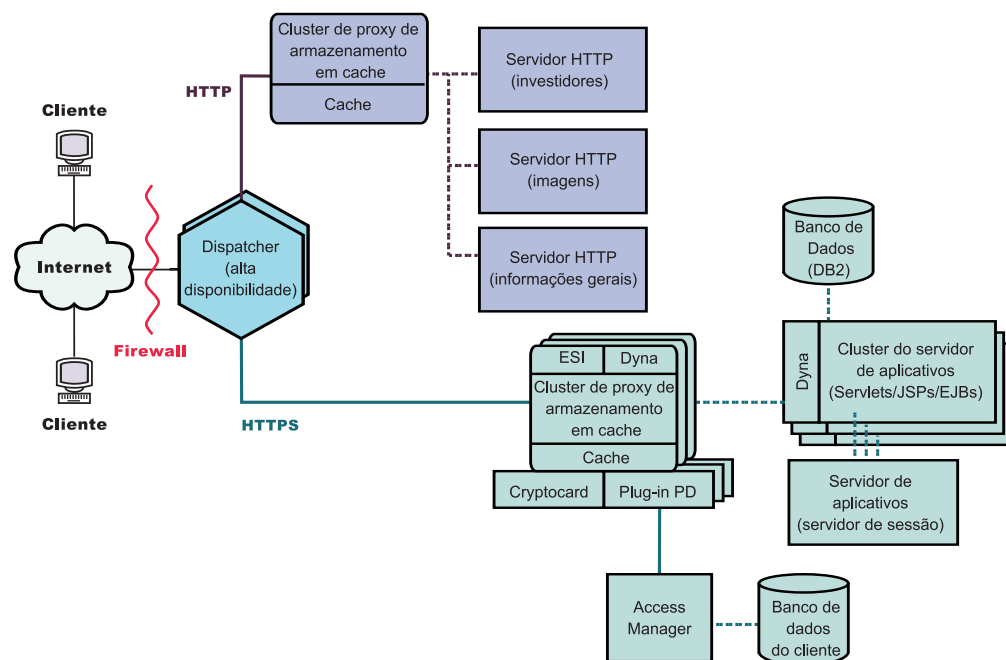 Cluster de proxy de
armazenamento
em cache
Cache
HTTP
Servidor HTTP
(investidores)
Cliente
Servidor HTTP
(imagens)
Internet
Dispatcher
(alta
disponibilidade)
Servidor HTTP
(informações gerais)
Banco de
Dados
(DB2)
Firewall
Cliente
HTTPS
ESI
Dyna
Cluster de proxy de
armazenamento
em cache
Cache
Cryptocard
Plug-in PD
Dyna
Cluster do servidor
de aplicativos
(Servlets/JSPs/EJBs)
Servidor de
aplicativos
(servidor de sessão)
Access
Manager
Banco de
dados
do cliente